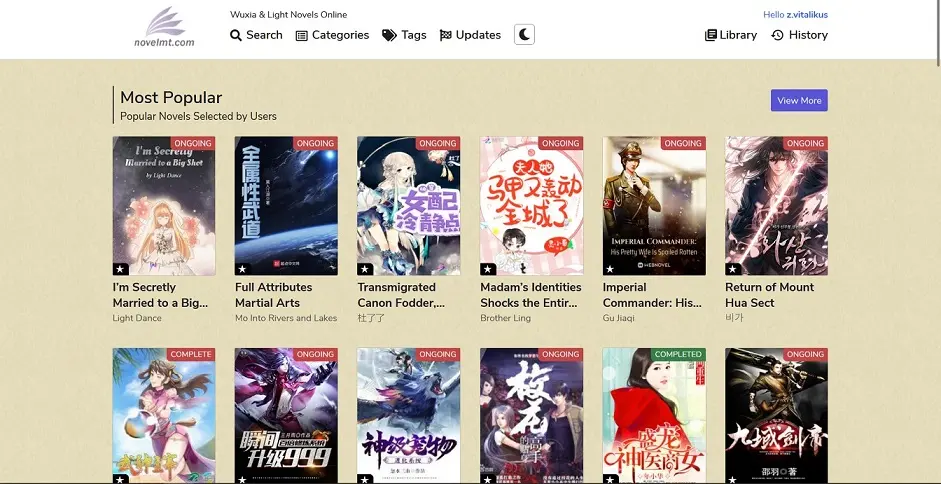 novelmt.com
Wuxia & Light Novels Online
Hello z.vitalikus
Search Categories Tags Updates Library History
Most Popular
Popular Novels Selected by Users
View More
ONGOING ONGOING ONGOING ONGOING ONGOING ONGOING
I'm Secretly
Married to a Big Shot
by Light Dance
全属性武道
女配
冷静点
夫人她
马甲又轰动
全城了
IMPERIAL COMMANDER:
HIS PRETTY WIFE IS SPOILED ROTTEN
WEBNOVEL
화산
귀환
I'm Secretly
Married to a Big...
Light Dance
Full Attributes
Martial Arts
Mo Into Rivers and Lakes
Transmigrated
Canon Fodder,...
杜了了
Madam's Identities
Shocks the Entir...
Brother Ling
Imperial
Commander: His...
Gu Jiaqi
Return of Mount
Hua Sect
비가
COMPLETE ONGOING ONGOING ONGOING COMPLETED ONGOING
瞬间
升级999
神级宠物
校花
的
高手
盛宠
神医商女
九域剑帝
邵羽 著